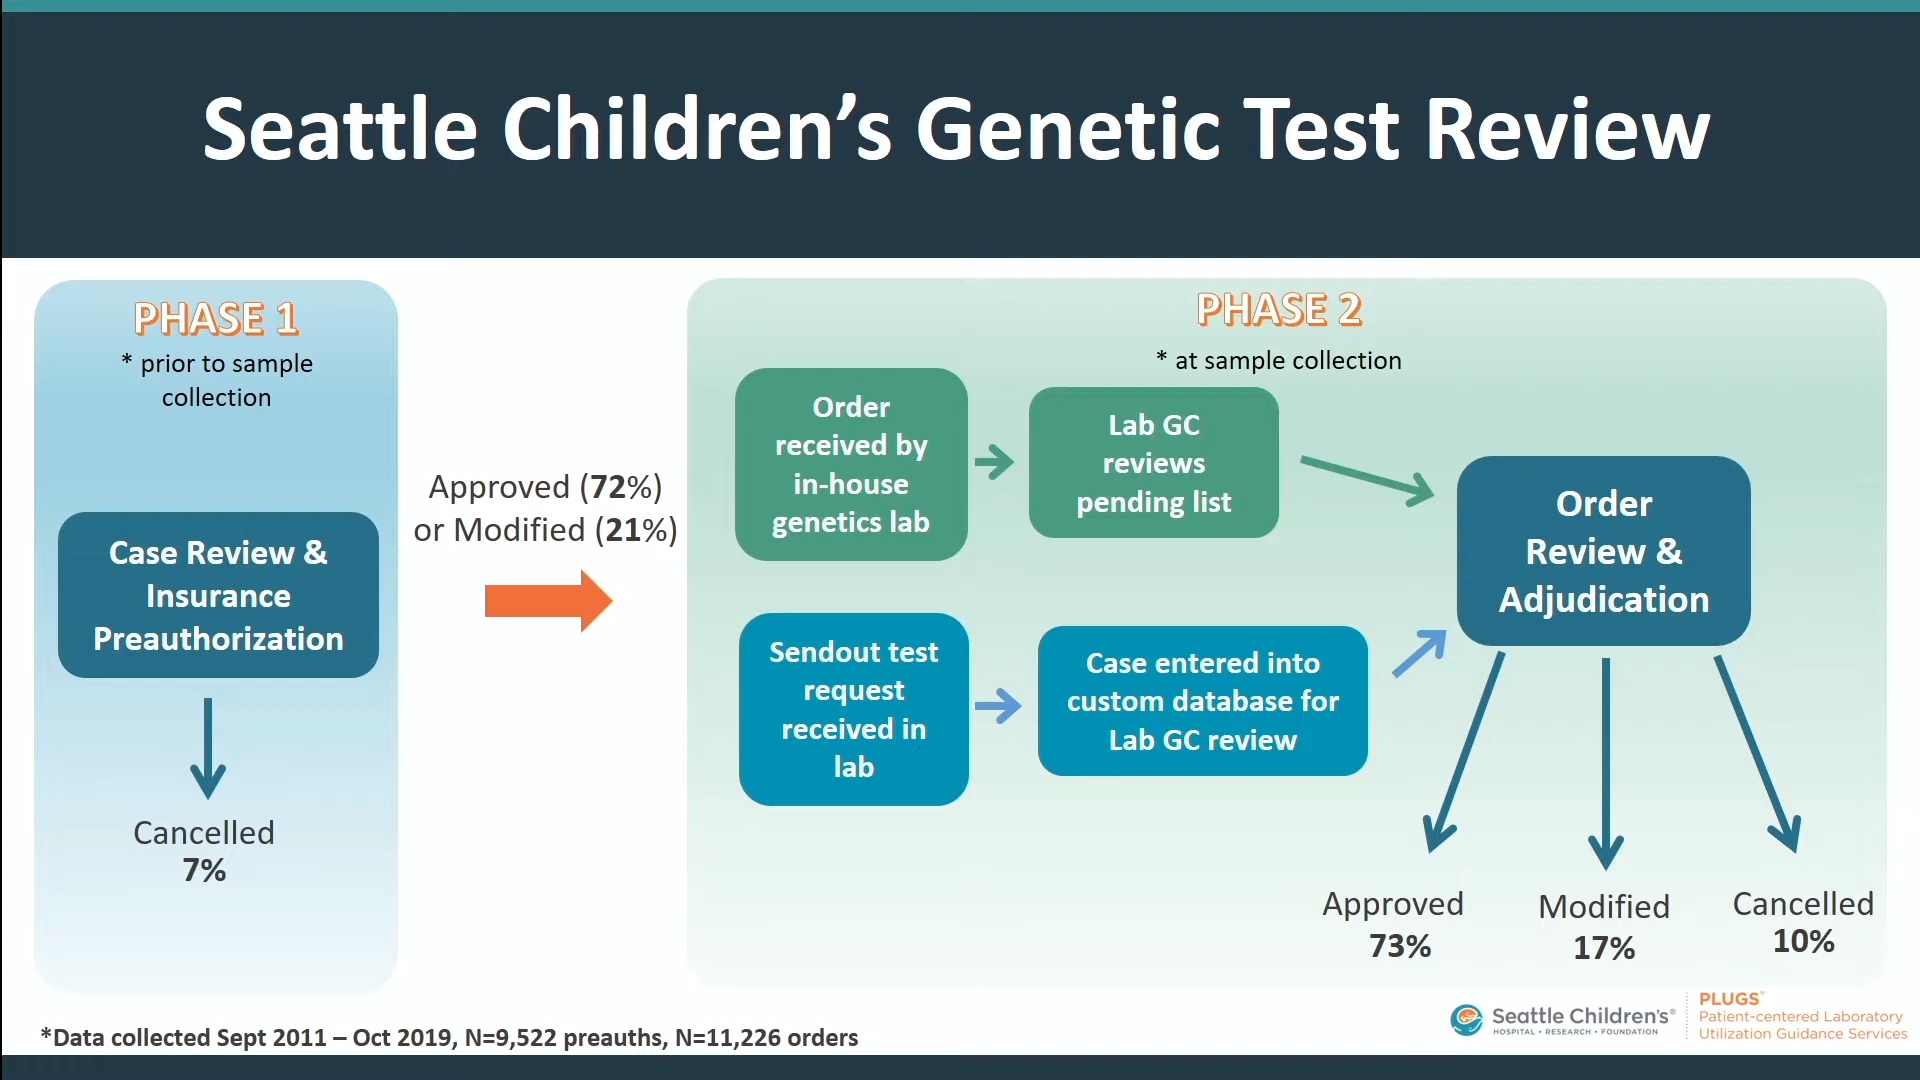 Seattle Children’s Genetic Test Review
PHASE 1
* prior to sample
collection
Case Review &
Insurance
Preauthorization
Cancelled
7%
Approved (72%)
or Modified (21%)
PHASE 2
* at sample collection
Order
received by
in-house
genetics lab
Lab GC
reviews
pending list
Sendout test
request
received in
lab
Case entered into
custom database for
Lab GC review
Order
Review &
Adjudication
Approved
73%
Modified
17%
Cancelled
10%
*Data collected Sept 2011 – Oct 2019, N=9,522 preauths, N=11,226 orders
Seattle Children's®
HOSPITAL • RESEARCH • FOUNDATION
PLUGS®
Patient-centered Laboratory
Utilization Guidance Services